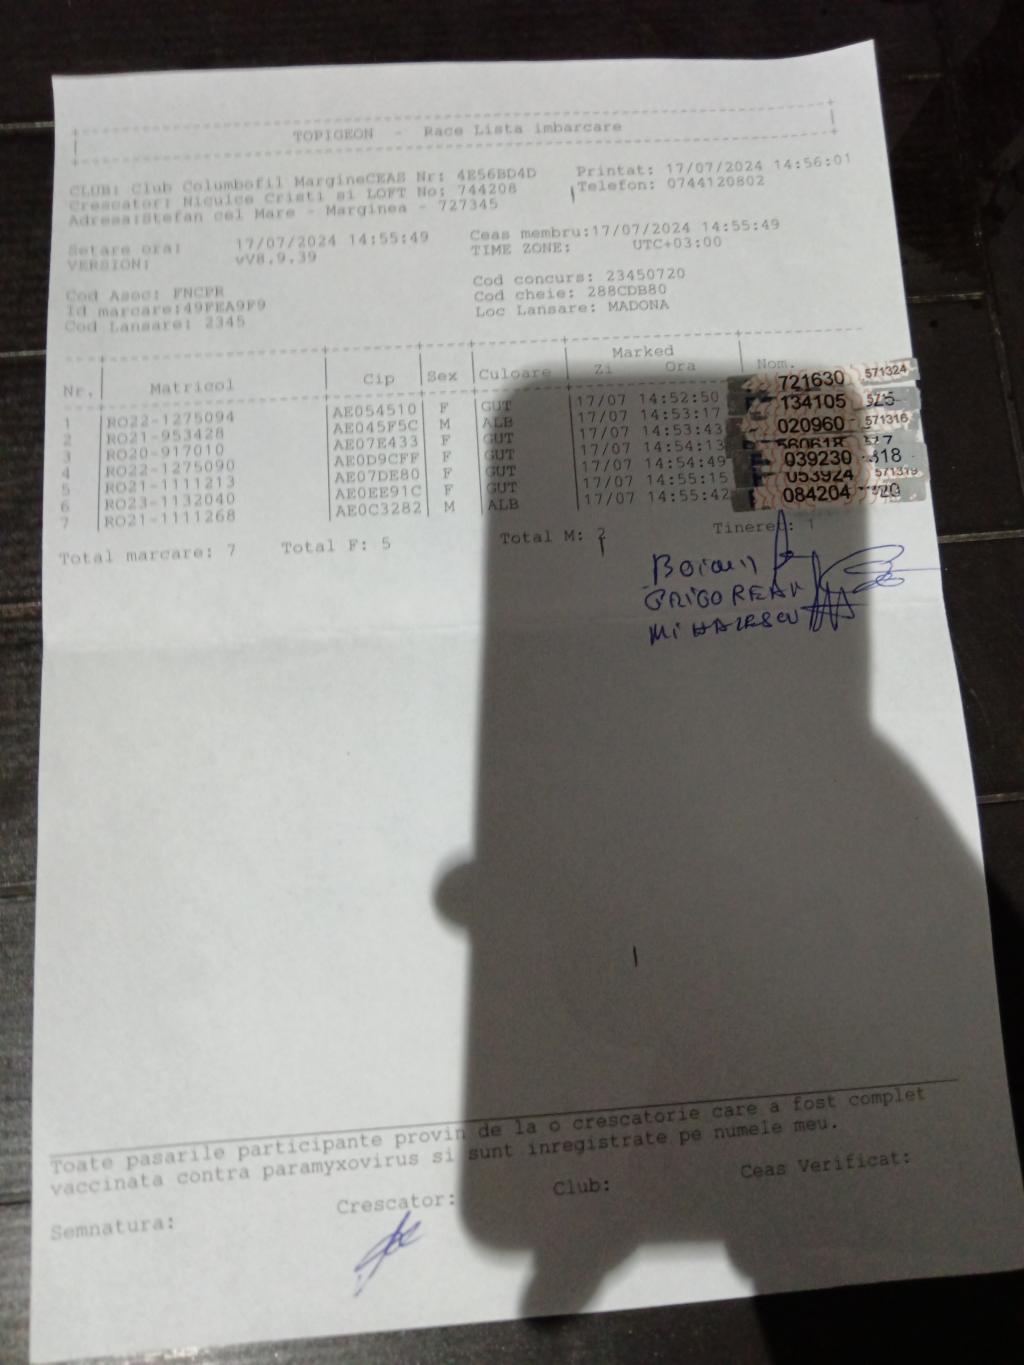 TOPIGEON - Race Lista imbarcare
CLUB: Club Columbofil MargineCEAS Nr: 4E56BD4D Printat: 17/07/2024 14:56:01
Crescator: Niculce Cristi si LOFT No: 744208 Telefon: 0744120802
Adresa:Stefan cel Mare - Marginea - 727345
Setare ora: 17/07/2024 14:55:49 Ceas membru:17/07/2024 14:55:49
VERSION: vV8.9.39 TIME ZONE: UTC+03:00
Cod concurs: 23450720
Cod Asoc: FNCPR Cod cheie: 288CDB80
Id marcare:49FEA9F9 Loc Lansare: MADONA
Cod Lansare: 2345
Marked
Nr. Matricol Cip Sex Culoare Zi Ora Nom.
1 RO22-1275094 AE054510 F GUT 17/07 14:52:50 721630 571324
2 RO21-953428 AE045F5C M ALB 17/07 14:53:17 134105
3 RO20-917010 AE07E433 F GUT 17/07 14:53:43 020960 571316
4 RO22-1275090 AE0D9CFF F GUT 17/07 14:54:13 560618
5 RO21-1111213 AE07DE80 F GUT 17/07 14:54:49 039230 318
6 RO23-1132040 AE0EE91C F GUT 17/07 14:55:15 053924 571319
7 RO21-1111268 AE0C3282 M ALB 17/07 14:55:42 084204 320
Total marcare: 7 Total F: 5 Total M: 2 Tineret: 1
GRIGOREAN
MIHAIESCU
Toate pasarile participante provin de la o crescatorie care a fost complet
vaccinata contra paramyxovirus si sunt inregistrate pe numele meu.
Semnatura: Crescator: Club: Ceas Verificat: